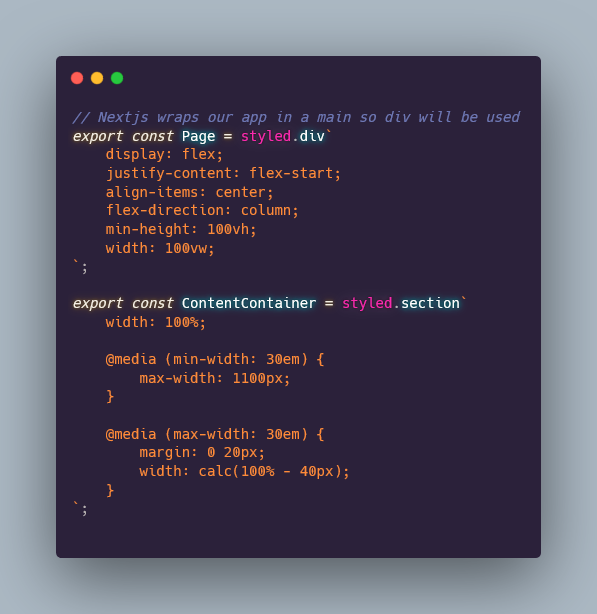 // Nextjs wraps our app in a main so div will be used
export const Page = styled.div`
    display: flex;
    justify-content: flex-start;
    align-items: center;
    flex-direction: column;
    min-height: 100vh;
    width: 100vw;
`;

export const ContentContainer = styled.section`
    width: 100%;

    @media (min-width: 30em) {
        max-width: 1100px;
    }

    @media (max-width: 30em) {
        margin: 0 20px;
        width: calc(100% - 40px);
    }
`;